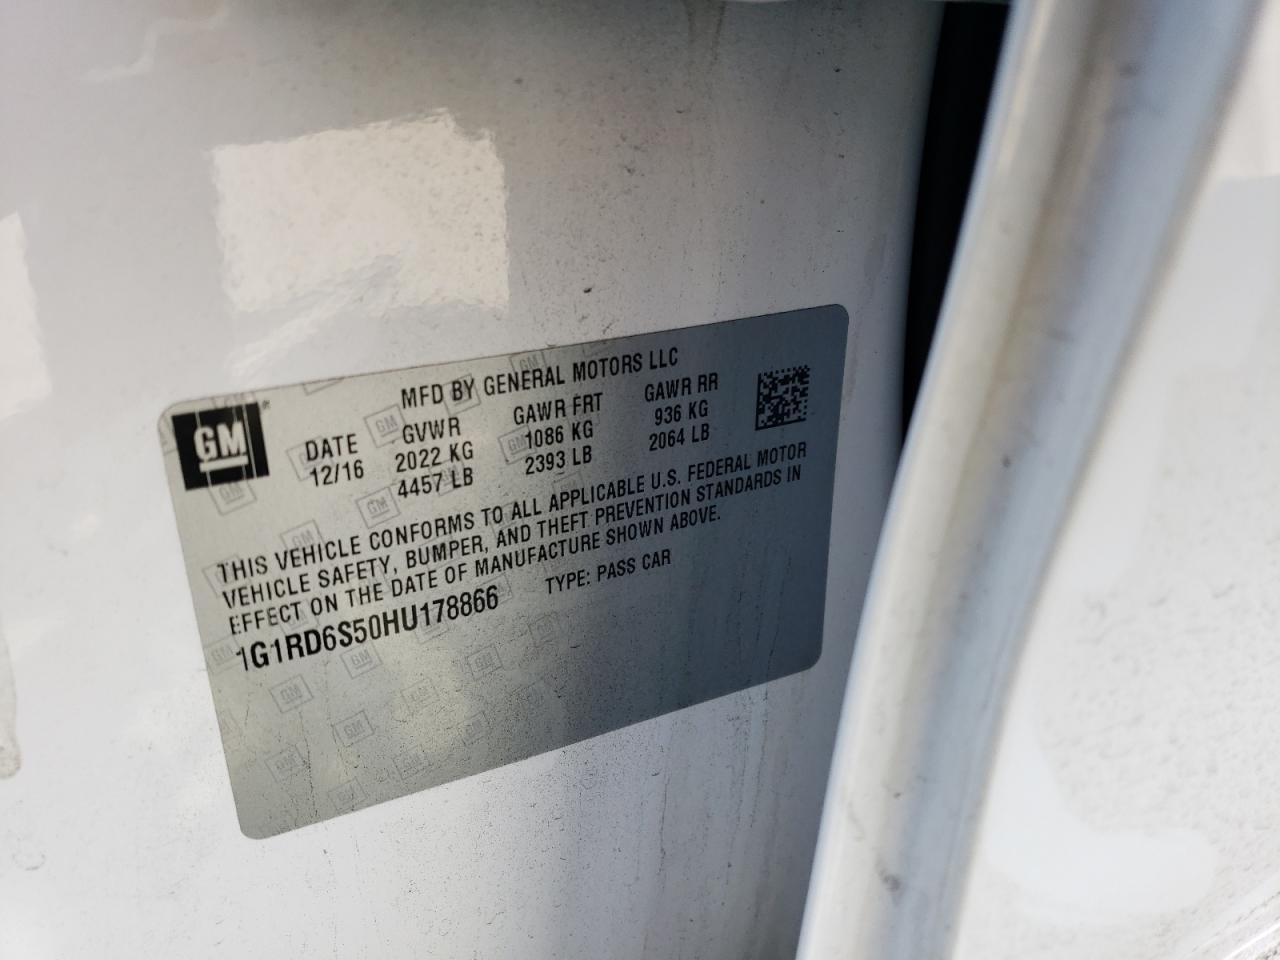 GM
MFD BY GENERAL MOTORS LLC
DATE GVWR GAWR FRT GAWR RR
12/16 2022 KG 1086 KG 936 KG
4457 LB 2393 LB 2064 LB
THIS VEHICLE CONFORMS TO ALL APPLICABLE U.S. FEDERAL MOTOR
VEHICLE SAFETY, BUMPER, AND THEFT PREVENTION STANDARDS IN
EFFECT ON THE DATE OF MANUFACTURE SHOWN ABOVE.
1G1RD6S50HU178866 TYPE: PASS CAR